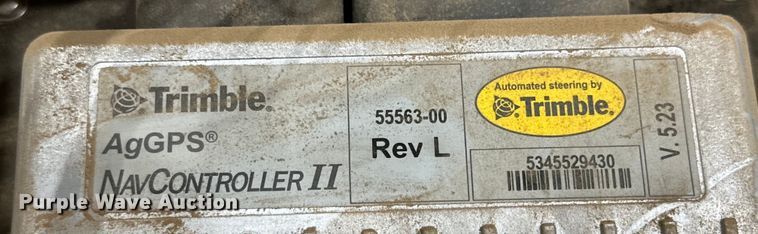 Trimble.
AgGPS®
NAVCONTROLLER II
55563-00
Rev L
Automated steering by
Trimble.
5345529430
V. 5.23
Purple Wave Auction